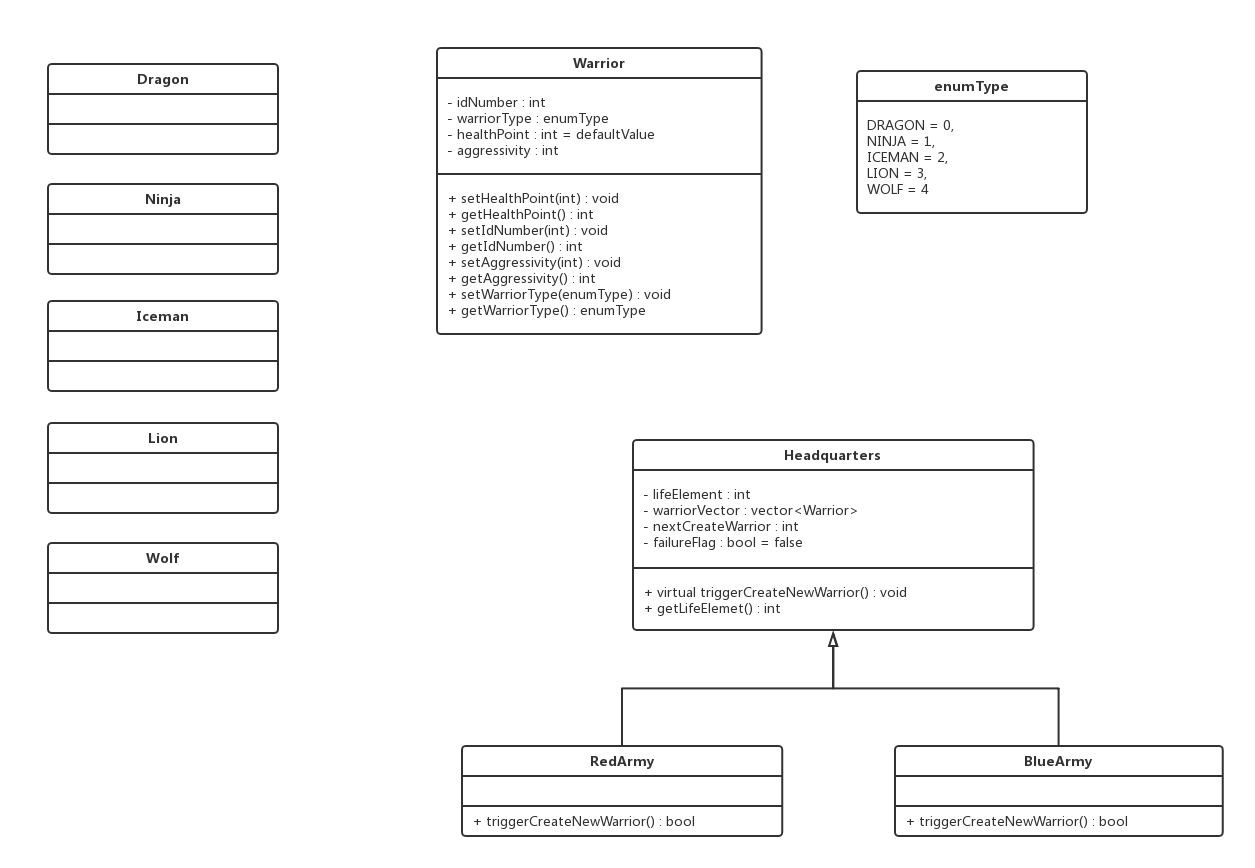 Dragon
Ninja
Iceman
Lion
Wolf
Warrior
- idNumber : int
- warriorType : enumType
- healthPoint : int = defaultValue
- aggressivity : int
+ setHealthPoint(int) : void
+ getHealthPoint() : int
+ setIdNumber(int) : void
+ getIdNumber() : int
+ setAggressivity(int) : void
+ getAggressivity() : int
+ setWarriorType(enumType) : void
+ getWarriorType() : enumType
enumType
DRAGON = 0,
NINJA = 1,
ICEMAN = 2,
LION = 3,
WOLF = 4
Headquarters
- lifeElement : int
- warriorVector : vector<Warrior>
- nextCreateWarrior : int
- failureFlag : bool = false
+ virtual triggerCreateNewWarrior() : void
+ getLifeElemet() : int
RedArmy
+ triggerCreateNewWarrior() : bool
BlueArmy
+ triggerCreateNewWarrior() : bool